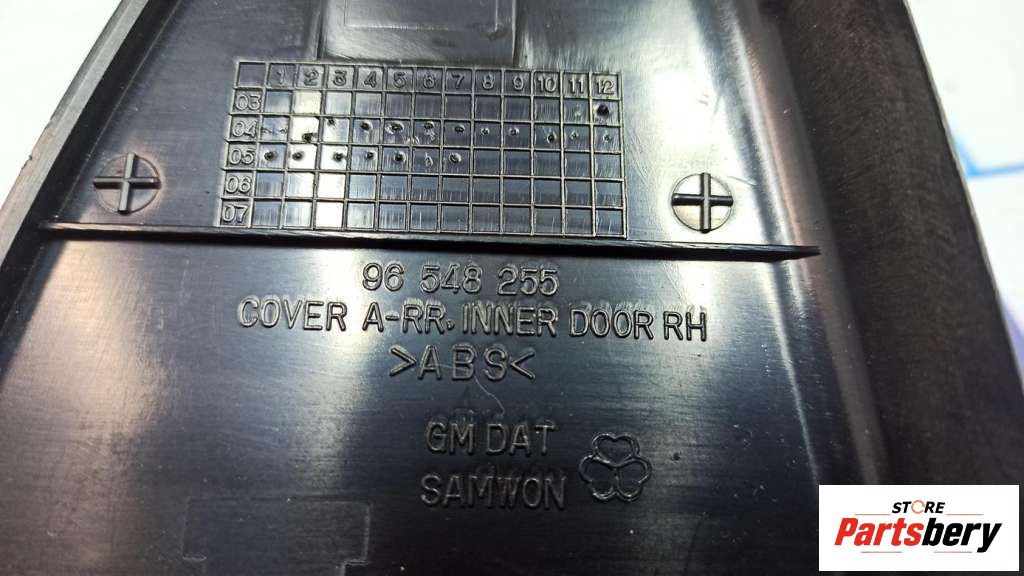 1 2 3 4 5 6 7 8 9 10 11 12
03
04
05
06
07
96 548 255
COVER A-RR. INNER DOOR RH
>ABS<
GM DAT
SAMWON
STORE
Partsbery